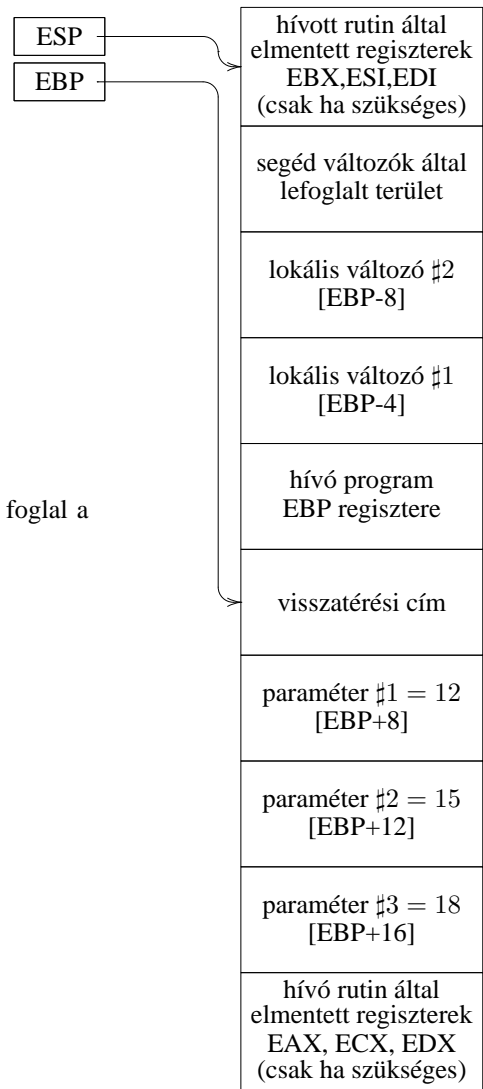 ESP
EBP
hívott rutin által
elmentett regiszterek
EBX,ESI,EDI
(csak ha szükséges)
segéd változók által
lefoglalt terület
lokális változó ♯2
[EBP-8]
lokális változó ♯1
[EBP-4]
hívó program
EBP regisztere
foglal a
visszatérési cím
paraméter ♯1 = 12
[EBP+8]
paraméter ♯2 = 15
[EBP+12]
paraméter ♯3 = 18
[EBP+16]
hívó rutin által
elmentett regiszterek
EAX, ECX, EDX
(csak ha szükséges)